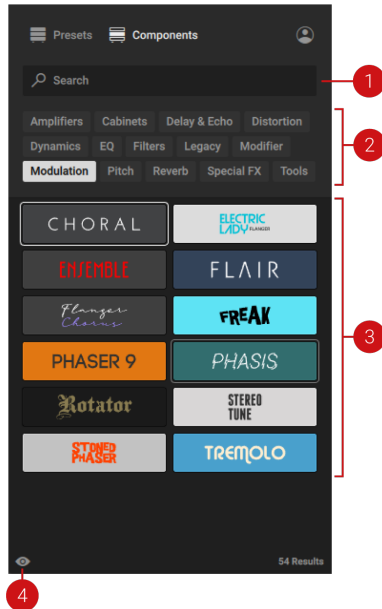 Presets Components
Search
1
Amplifiers Cabinets Delay & Echo Distortion
Dynamics EQ Filters Legacy Modifier
2
Modulation Pitch Reverb Special FX Tools
CHORAL
ELECTRIC
LADY FLANGER
ENSEMBLE
FLAIR
Flanger
Chorus
FREAK
3
PHASER 9
PHASIS
Rotator
STEREO
TUNE
STONED
PHASER
TREMOLO
54 Results
4